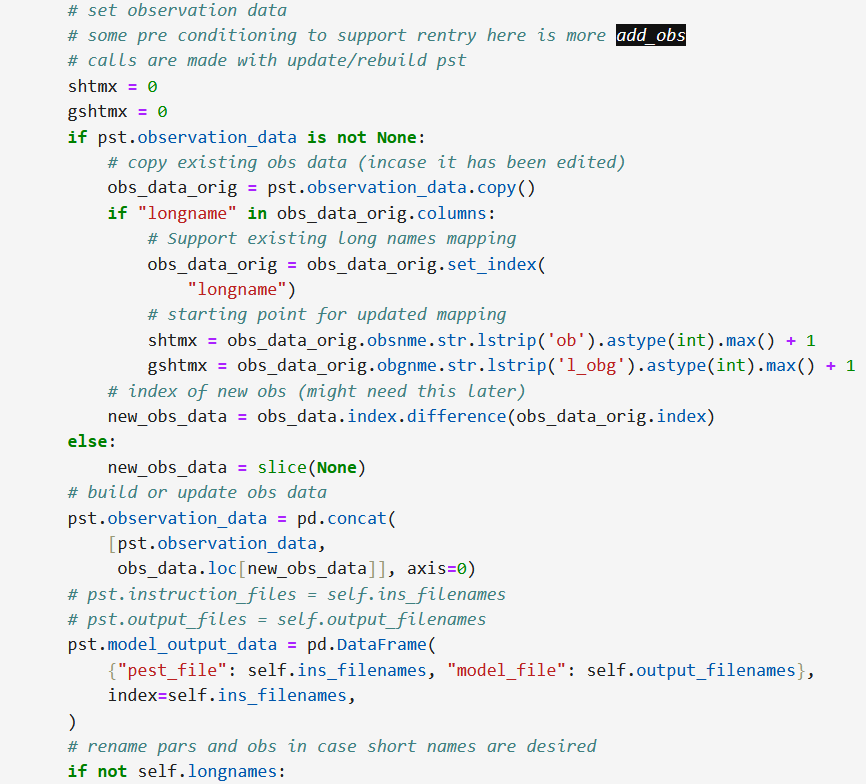 # set observation data
# some pre conditioning to support rentry here is more add_obs
# calls are made with update/rebuild pst
shtmx = 0
gshtmx = 0
if pst.observation_data is not None:
    # copy existing obs data (incase it has been edited)
    obs_data_orig = pst.observation_data.copy()
    if "longname" in obs_data_orig.columns:
        # Support existing long names mapping
        obs_data_orig = obs_data_orig.set_index(
            "longname")
        # starting point for updated mapping
        shtmx = obs_data_orig.obsnme.str.lstrip('ob').astype(int).max() + 1
        gshtmx = obs_data_orig.obgnme.str.lstrip('l_obg').astype(int).max() + 1
    # index of new obs (might need this later)
    new_obs_data = obs_data.index.difference(obs_data_orig.index)
else:
    new_obs_data = slice(None)
# build or update obs data
pst.observation_data = pd.concat(
    [pst.observation_data,
     obs_data.loc[new_obs_data]], axis=0)
# pst.instruction_files = self.ins_filenames
# pst.output_files = self.output_filenames
pst.model_output_data = pd.DataFrame(
    {"pest_file": self.ins_filenames, "model_file": self.output_filenames},
    index=self.ins_filenames,
)
# rename pars and obs in case short names are desired
if not self.longnames: